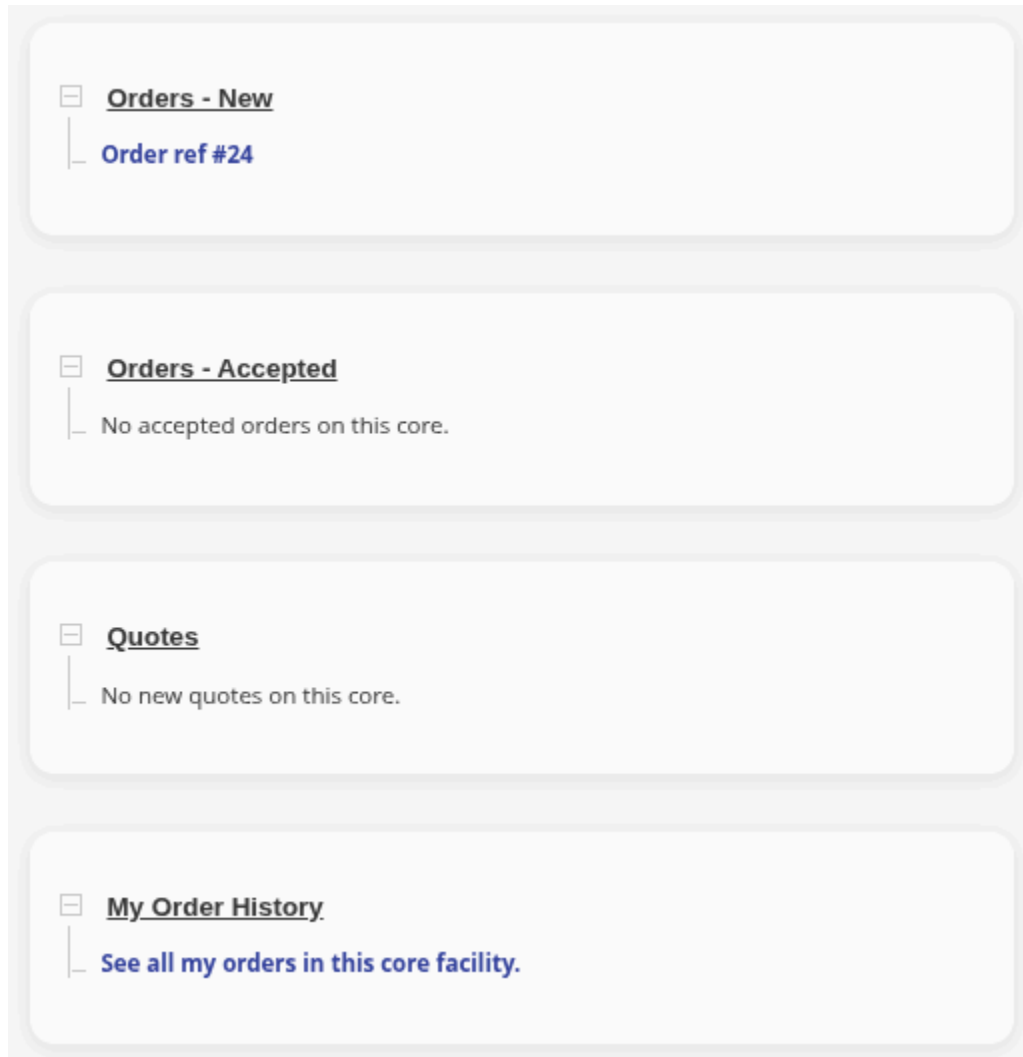 Orders - New
Order ref #24
Orders - Accepted
No accepted orders on this core.
Quotes
No new quotes on this core.
My Order History
See all my orders in this core facility.